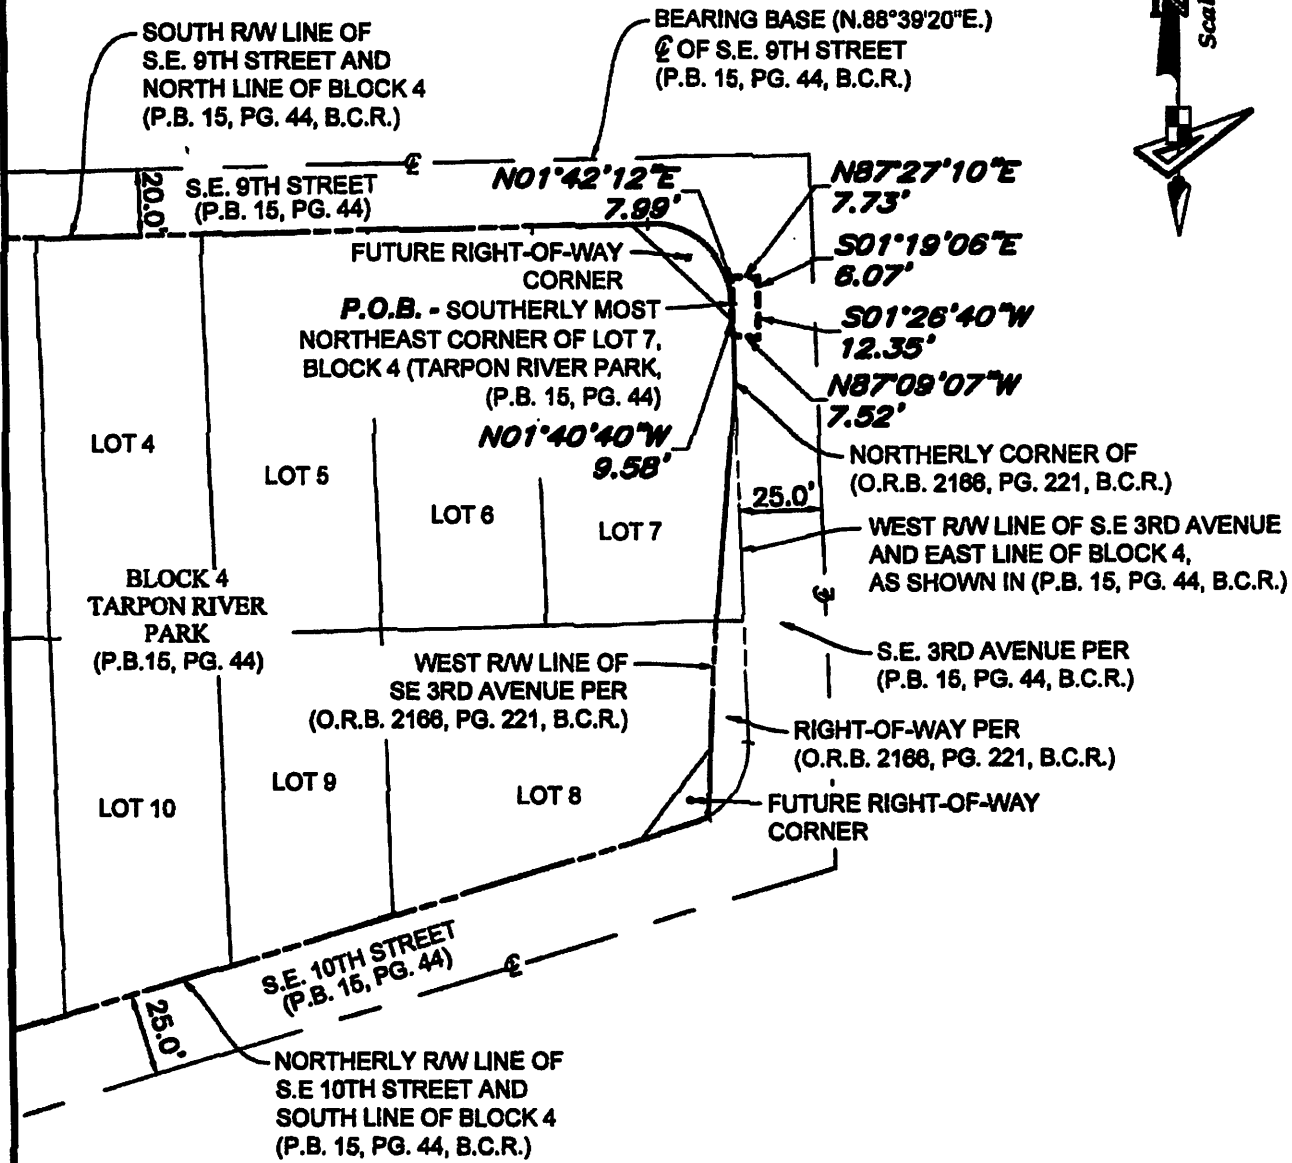 SOUTH R/W LINE OF
S.E. 9TH STREET AND
NORTH LINE OF BLOCK 4
(P.B. 15, PG. 44, B.C.R.)
BEARING BASE (N.88°39'20"E.)
℄ OF S.E. 9TH STREET
(P.B. 15, PG. 44, B.C.R.)
℄
20.0'
S.E. 9TH STREET
(P.B. 15, PG. 44)
N01°42'12"E
7.99'
N87°27'10"E
7.73'
FUTURE RIGHT-OF-WAY
CORNER
S01°19'06"E
6.07'
P.O.B. - SOUTHERLY MOST
NORTHEAST CORNER OF LOT 7,
BLOCK 4 (TARPON RIVER PARK,
(P.B. 15, PG. 44)
S01°26'40"W
12.35'
N87°09'07"W
7.52'
N01°40'40"W
9.58'
NORTHERLY CORNER OF
(O.R.B. 2166, PG. 221, B.C.R.)
25.0'
LOT 4
LOT 5
LOT 6
LOT 7
WEST R/W LINE OF S.E 3RD AVENUE
AND EAST LINE OF BLOCK 4,
AS SHOWN IN (P.B. 15, PG. 44, B.C.R.)
℄
BLOCK 4
TARPON RIVER
PARK
(P.B.15, PG. 44)
S.E. 3RD AVENUE PER
(P.B. 15, PG. 44, B.C.R.)
WEST R/W LINE OF
SE 3RD AVENUE PER
(O.R.B. 2166, PG. 221, B.C.R.)
RIGHT-OF-WAY PER
(O.R.B. 2166, PG. 221, B.C.R.)
LOT 10
LOT 9
LOT 8
FUTURE RIGHT-OF-WAY
CORNER
S.E. 10TH STREET
(P.B. 15, PG. 44)
℄
25.0'
NORTHERLY R/W LINE OF
S.E 10TH STREET AND
SOUTH LINE OF BLOCK 4
(P.B. 15, PG. 44, B.C.R.)